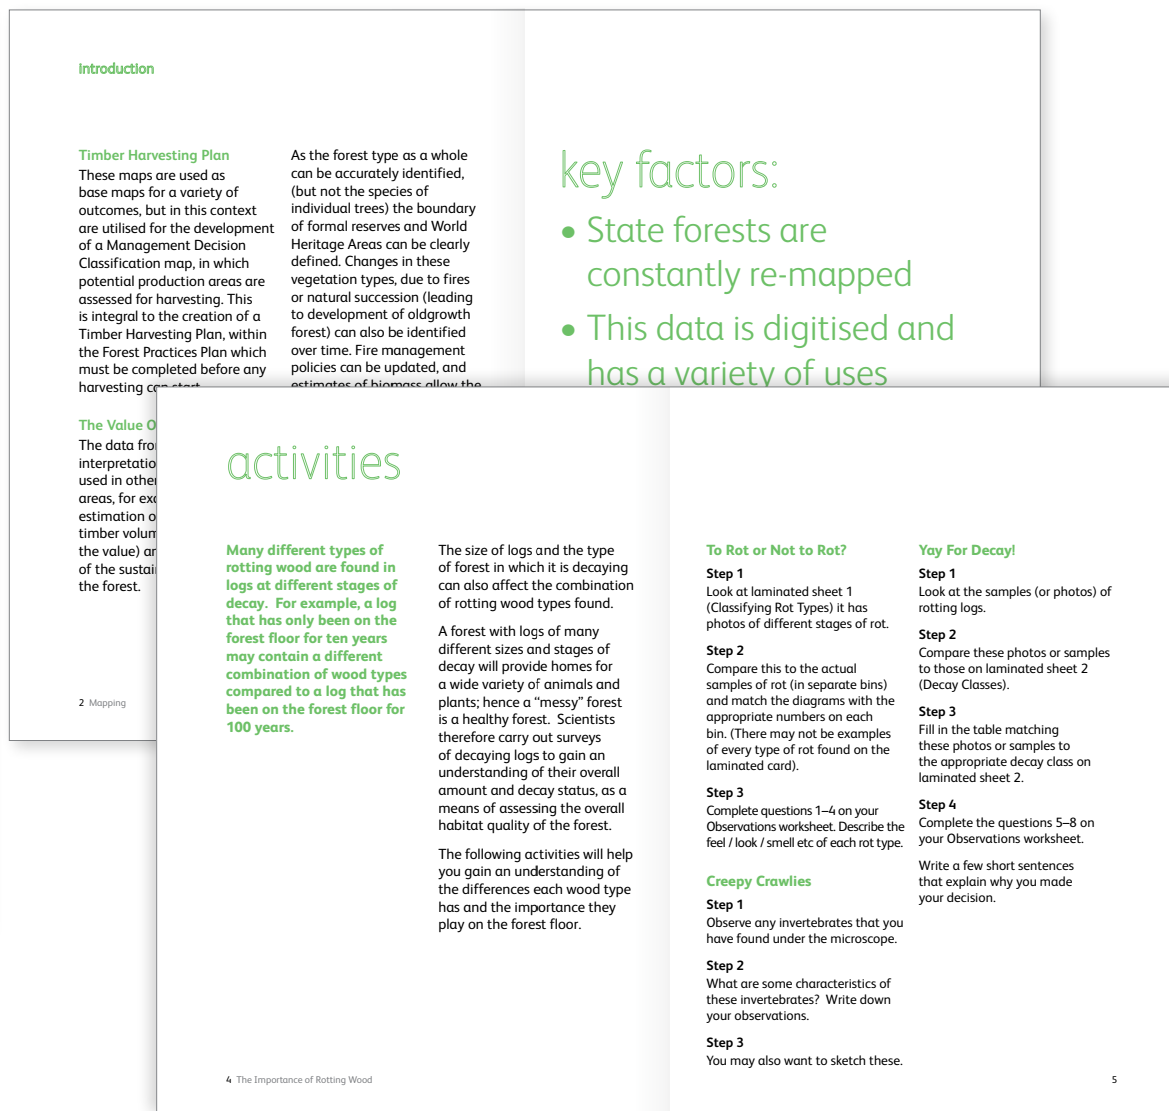 Introduction
Timber Harvesting Plan
These maps are used as
base maps for a variety of
outcomes, but in this context
are utilised for the development
of a Management Decision
Classification map, in which
potential production areas are
assessed for harvesting. This
is integral to the creation of a
Timber Harvesting Plan, within
the Forest Practices Plan which
must be completed before any
harvesting can start.
The Value O
The data from
interpretatio
used in other
areas, for exa
estimation o
timber volum
the value) an
of the sustai
the forest.
2 Mapping
As the forest type as a whole
can be accurately identified,
(but not the species of
individual trees) the boundary
of formal reserves and World
Heritage Areas can be clearly
defined. Changes in these
vegetation types, due to fires
or natural succession (leading
to development of oldgrowth
forest) can also be identified
over time. Fire management
policies can be updated, and
estimates of biomass allow the
key factors:
• State forests are
constantly re-mapped
• This data is digitised and
has a variety of uses
activities
Many different types of
rotting wood are found in
logs at different stages of
decay. For example, a log
that has only been on the
forest floor for ten years
may contain a different
combination of wood types
compared to a log that has
been on the forest floor for
100 years.
The size of logs and the type
of forest in which it is decaying
can also affect the combination
of rotting wood types found.
A forest with logs of many
different sizes and stages of
decay will provide homes for
a wide variety of animals and
plants; hence a “messy” forest
is a healthy forest. Scientists
therefore carry out surveys
of decaying logs to gain an
understanding of their overall
amount and decay status, as a
means of assessing the overall
habitat quality of the forest.
The following activities will help
you gain an understanding of
the differences each wood type
has and the importance they
play on the forest floor.
4 The Importance of Rotting Wood
To Rot or Not to Rot?
Step 1
Look at laminated sheet 1
(Classifying Rot Types) it has
photos of different stages of rot.
Step 2
Compare this to the actual
samples of rot (in separate bins)
and match the diagrams with the
appropriate numbers on each
bin. (There may not be examples
of every type of rot found on the
laminated card).
Step 3
Complete questions 1–4 on your
Observations worksheet. Describe the
feel / look / smell etc of each rot type.
Creepy Crawlies
Step 1
Observe any invertebrates that you
have found under the microscope.
Step 2
What are some characteristics of
these invertebrates? Write down
your observations.
Step 3
You may also want to sketch these.
Yay For Decay!
Step 1
Look at the samples (or photos) of
rotting logs.
Step 2
Compare these photos or samples
to those on laminated sheet 2
(Decay Classes).
Step 3
Fill in the table matching
these photos or samples to
the appropriate decay class on
laminated sheet 2.
Step 4
Complete the questions 5–8 on
your Observations worksheet.
Write a few short sentences
that explain why you made
your decision.
5